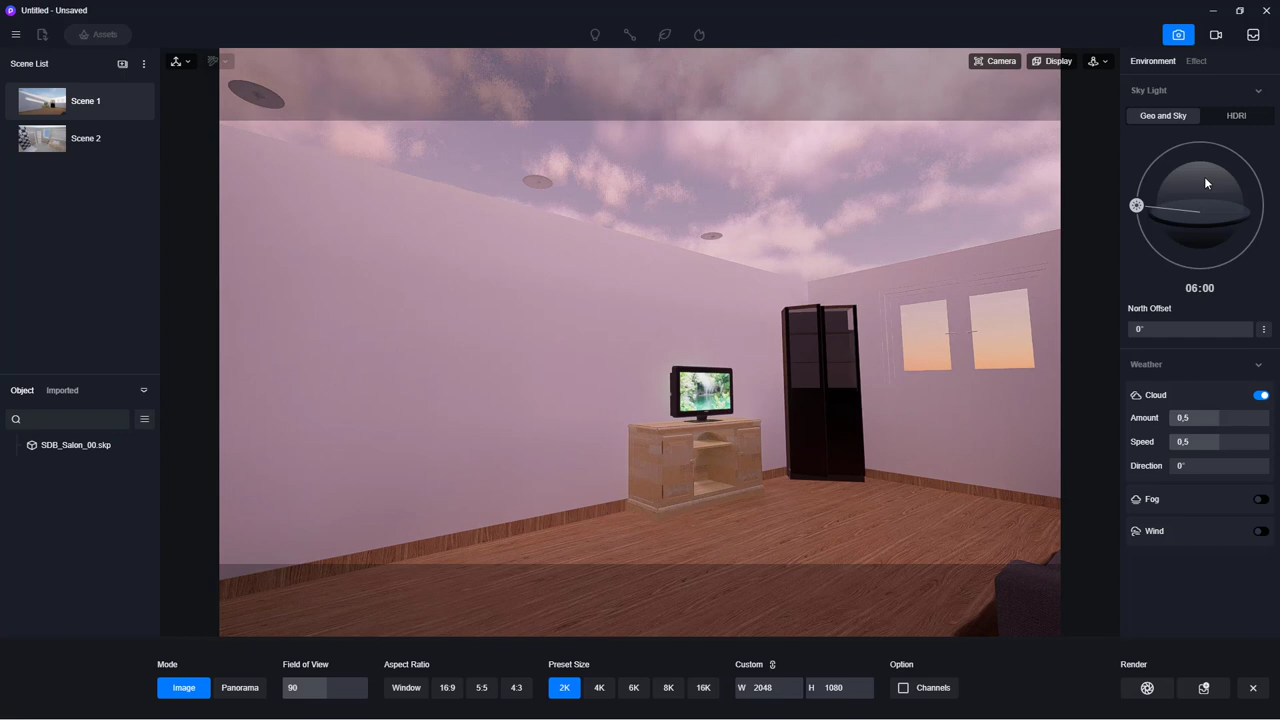 Untitled - Unsaved
Assets
Scene List
Scene 1
Scene 2
Object Imported
SDB_Salon_00.skp
Camera
Display
Environment Effect
Sky Light
Geo and Sky HDRI
06:00
North Offset
0°
Weather
Cloud
Amount 0,5
Speed 0,5
Direction 0°
Fog
Wind
Mode Field of View Aspect Ratio Preset Size Custom Option Render
Image Panorama 90 Window 16:9 5:5 4:3 2K 4K 6K 8K 16K W 2048 H 1080 Channels